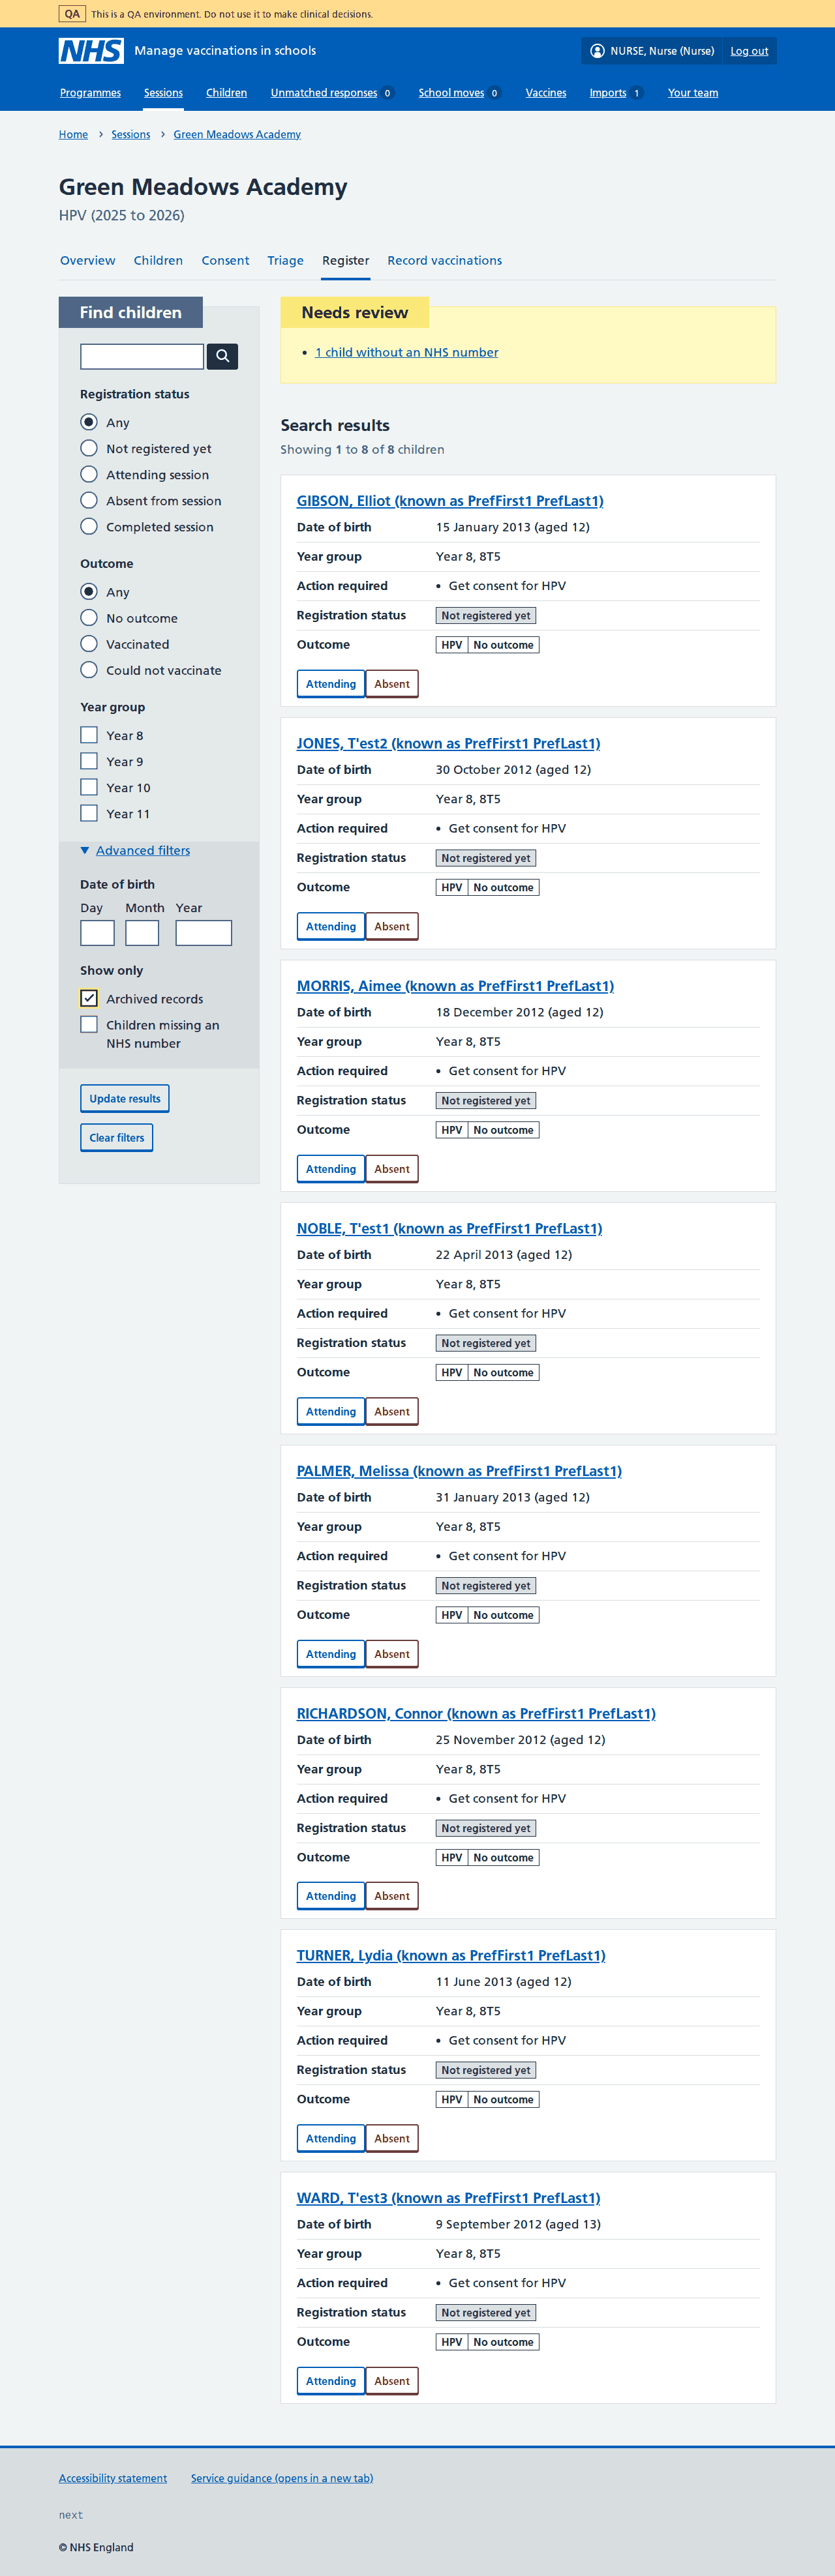 QA This is a QA environment. Do not use it to make clinical decisions.
NHS Manage vaccinations in schools NURSE, Nurse (Nurse) Log out
Programmes Sessions Children Unmatched responses 0 School moves 0 Vaccines Imports 1 Your team
Home Sessions Green Meadows Academy
Green Meadows Academy
HPV (2025 to 2026)
Overview Children Consent Triage Register Record vaccinations
Find children
Registration status
Any
Not registered yet
Attending session
Absent from session
Completed session
Outcome
Any
No outcome
Vaccinated
Could not vaccinate
Year group
Year 8
Year 9
Year 10
Year 11
Advanced filters
Date of birth
Day Month Year
Show only
Archived records
Children missing an
NHS number
Update results
Clear filters
Needs review
1 child without an NHS number
Search results
Showing 1 to 8 of 8 children
GIBSON, Elliot (known as PrefFirst1 PrefLast1)
Date of birth 15 January 2013 (aged 12)
Year group Year 8, 8T5
Action required Get consent for HPV
Registration status Not registered yet
Outcome HPV No outcome
Attending Absent
JONES, T'est2 (known as PrefFirst1 PrefLast1)
Date of birth 30 October 2012 (aged 12)
Year group Year 8, 8T5
Action required Get consent for HPV
Registration status Not registered yet
Outcome HPV No outcome
Attending Absent
MORRIS, Aimee (known as PrefFirst1 PrefLast1)
Date of birth 18 December 2012 (aged 12)
Year group Year 8, 8T5
Action required Get consent for HPV
Registration status Not registered yet
Outcome HPV No outcome
Attending Absent
NOBLE, T'est1 (known as PrefFirst1 PrefLast1)
Date of birth 22 April 2013 (aged 12)
Year group Year 8, 8T5
Action required Get consent for HPV
Registration status Not registered yet
Outcome HPV No outcome
Attending Absent
PALMER, Melissa (known as PrefFirst1 PrefLast1)
Date of birth 31 January 2013 (aged 12)
Year group Year 8, 8T5
Action required Get consent for HPV
Registration status Not registered yet
Outcome HPV No outcome
Attending Absent
RICHARDSON, Connor (known as PrefFirst1 PrefLast1)
Date of birth 25 November 2012 (aged 12)
Year group Year 8, 8T5
Action required Get consent for HPV
Registration status Not registered yet
Outcome HPV No outcome
Attending Absent
TURNER, Lydia (known as PrefFirst1 PrefLast1)
Date of birth 11 June 2013 (aged 12)
Year group Year 8, 8T5
Action required Get consent for HPV
Registration status Not registered yet
Outcome HPV No outcome
Attending Absent
WARD, T'est3 (known as PrefFirst1 PrefLast1)
Date of birth 9 September 2012 (aged 13)
Year group Year 8, 8T5
Action required Get consent for HPV
Registration status Not registered yet
Outcome HPV No outcome
Attending Absent
Accessibility statement Service guidance (opens in a new tab)
next
© NHS England